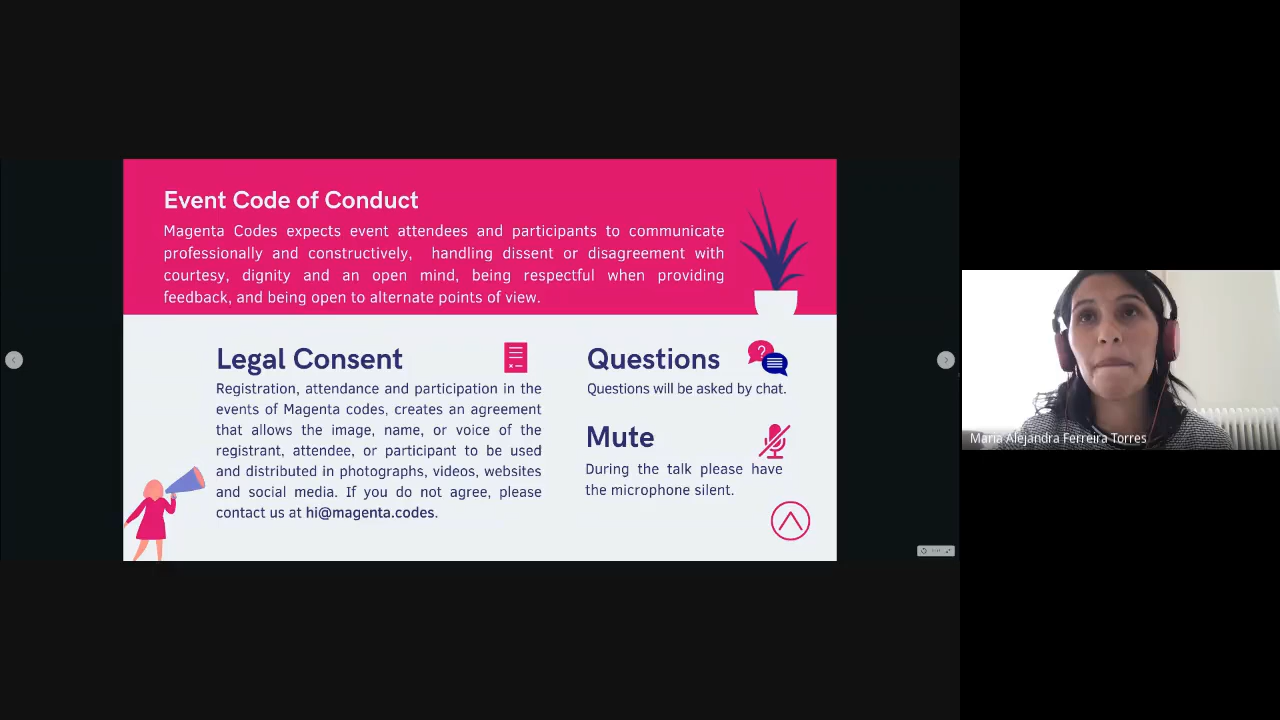 Event Code of Conduct
Magenta Codes expects event attendees and participants to communicate
professionally and constructively, handling dissent or disagreement with
courtesy, dignity and an open mind, being respectful when providing
feedback, and being open to alternate points of view.
Legal Consent
Registration, attendance and participation in the
events of Magenta codes, creates an agreement
that allows the image, name, or voice of the
registrant, attendee, or participant to be used
and distributed in photographs, videos, websites
and social media. If you do not agree, please
contact us at hi@magenta.codes.
Questions
?
Questions will be asked by chat.
Mute
During the talk please have
the microphone silent.
Maria Alejandra Ferreira Torres